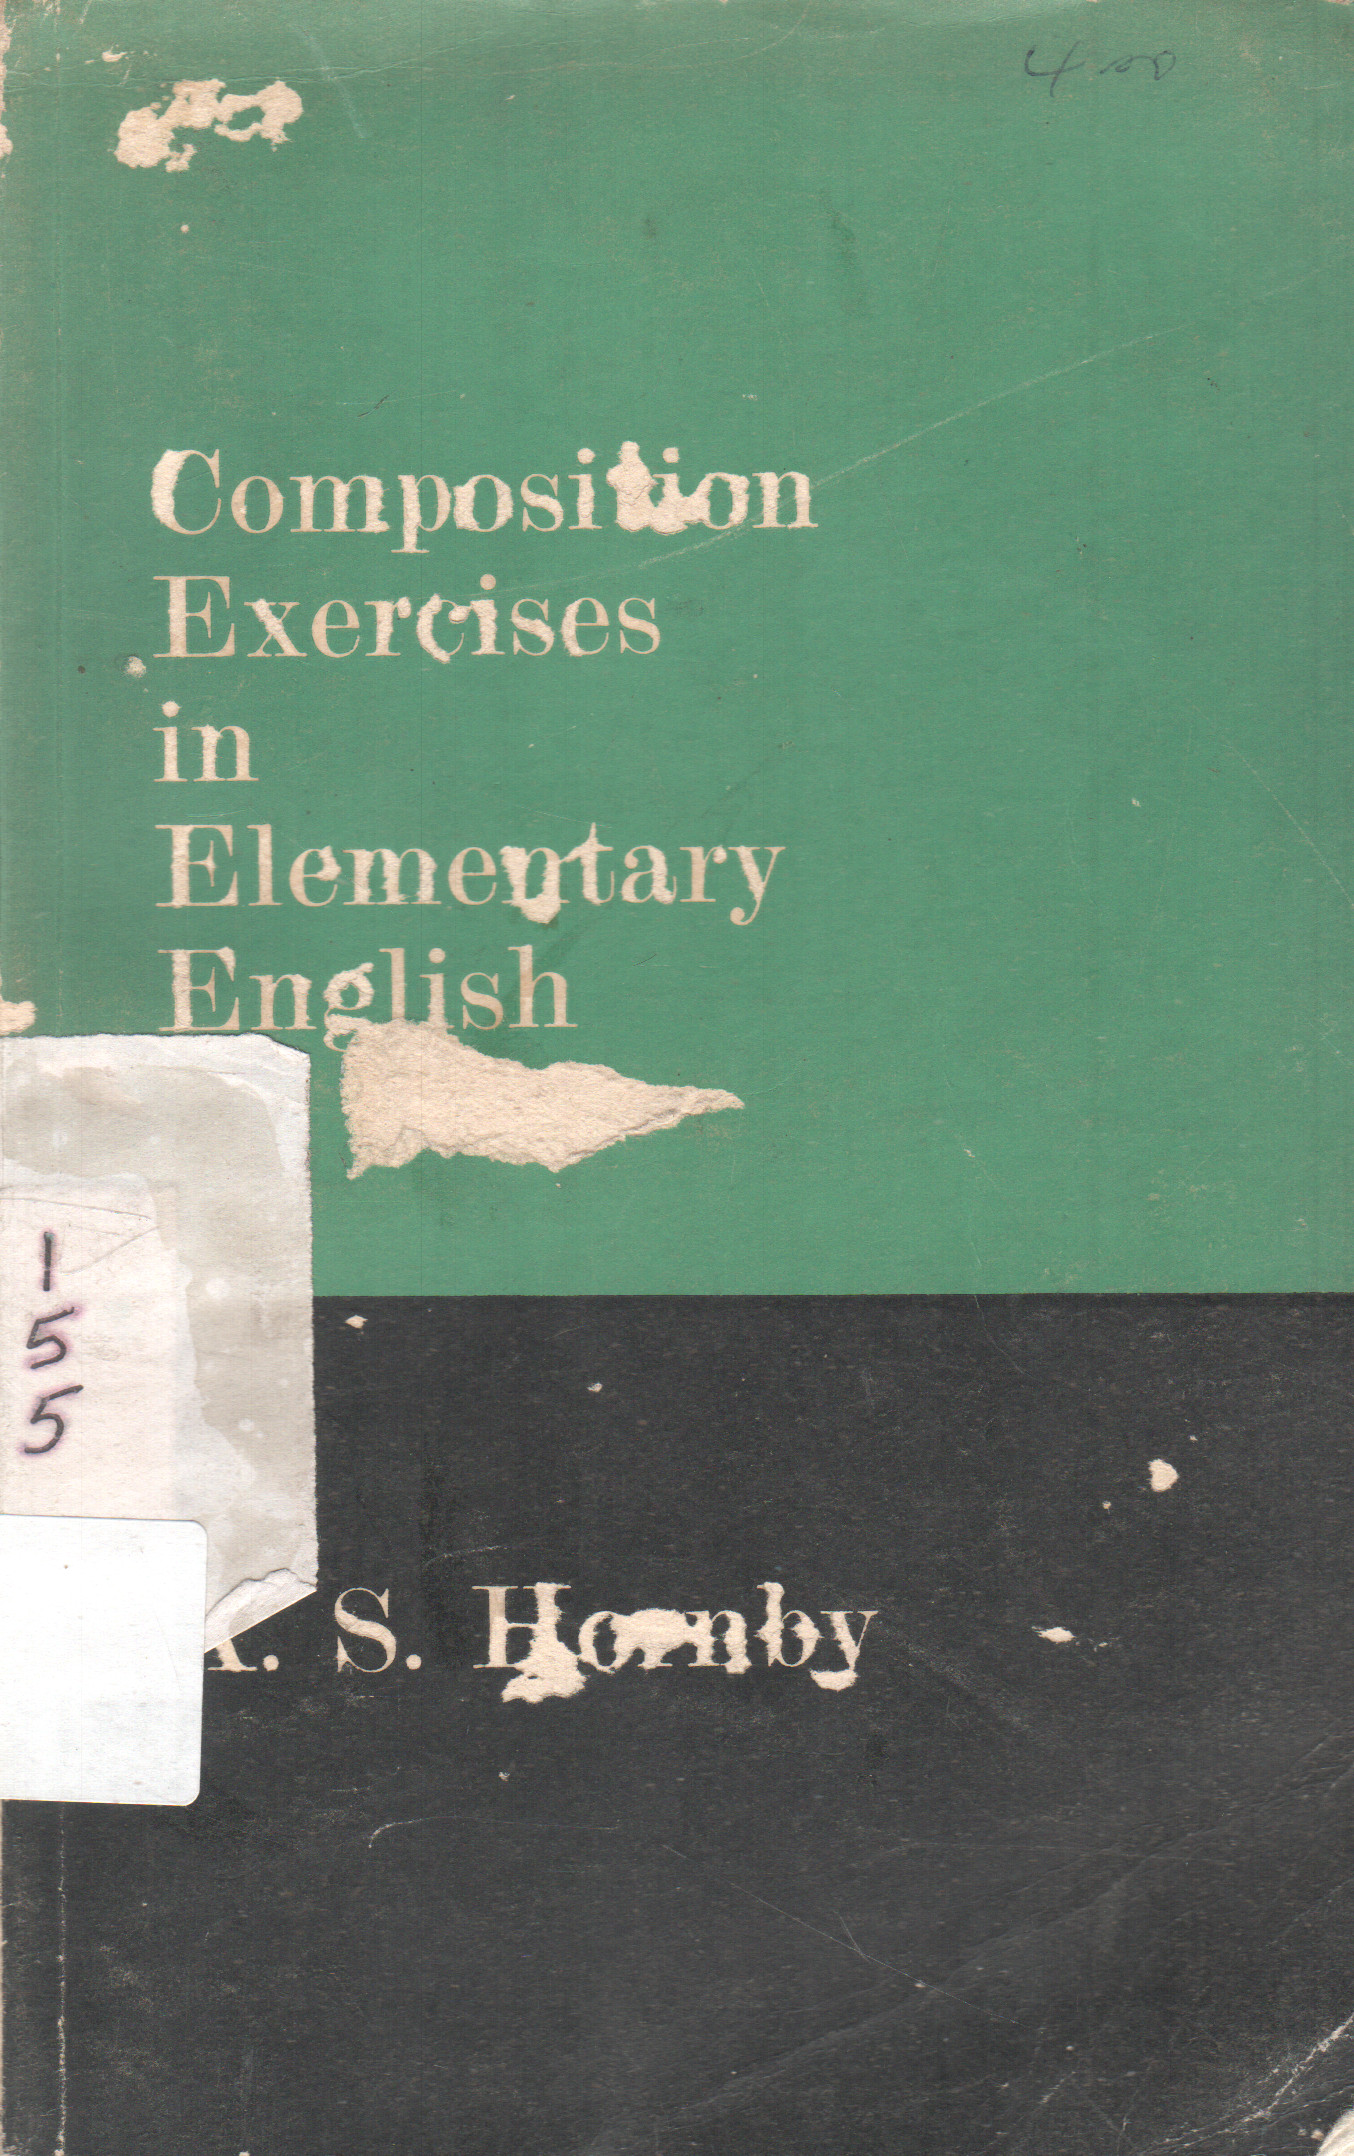 400
Composition
Exercises
in
Elementary
English
1
5
5
A. S. Hornby